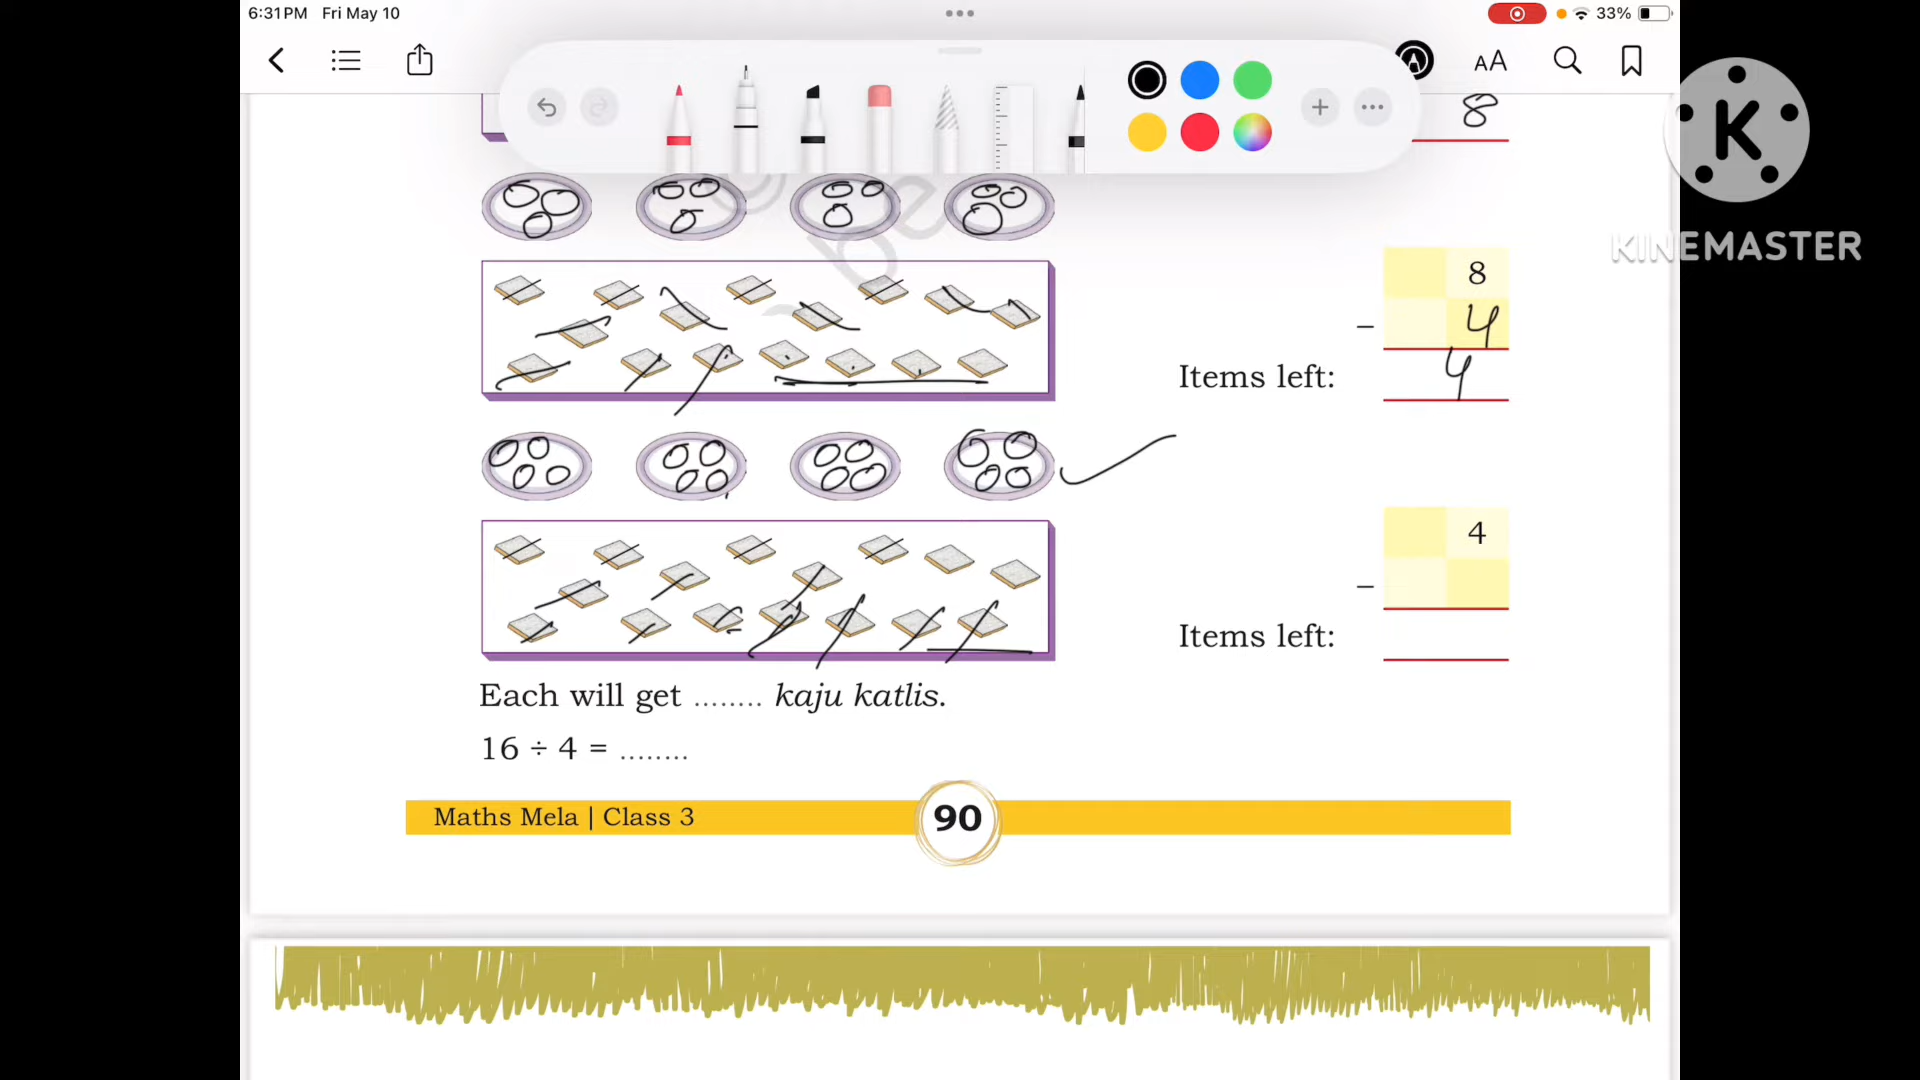 6:31 PM Fri May 10
33%
AA
8
K
KINEMASTER
be
8
– 4
Items left: 4
4
–
Items left:
Each will get ........ kaju katlis.
16 ÷ 4 = ........
Maths Mela | Class 3
90